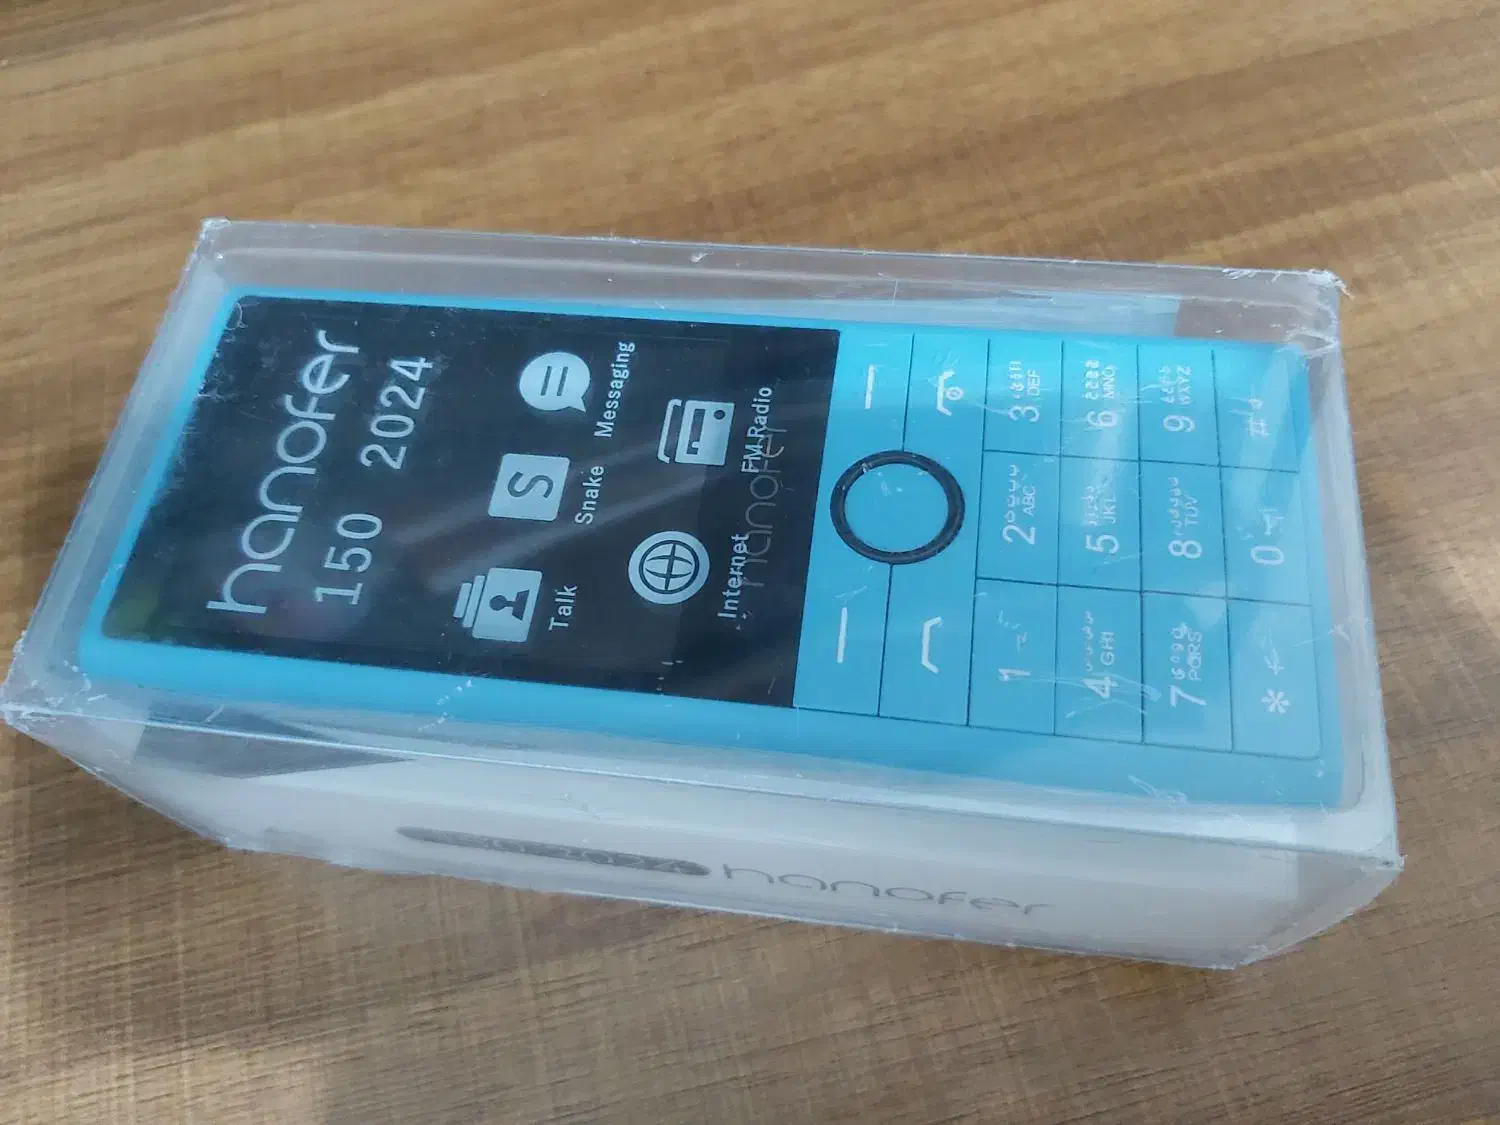 hanofer
150 2024
Talk
Snake
Messaging
Internet
FM Radio
hanofer
1
2
ABC
3
DEF
4
GHI
5
JKL
6
MNO
7
PQRS
8
TUV
9
WXYZ
*
0
#
hanofer